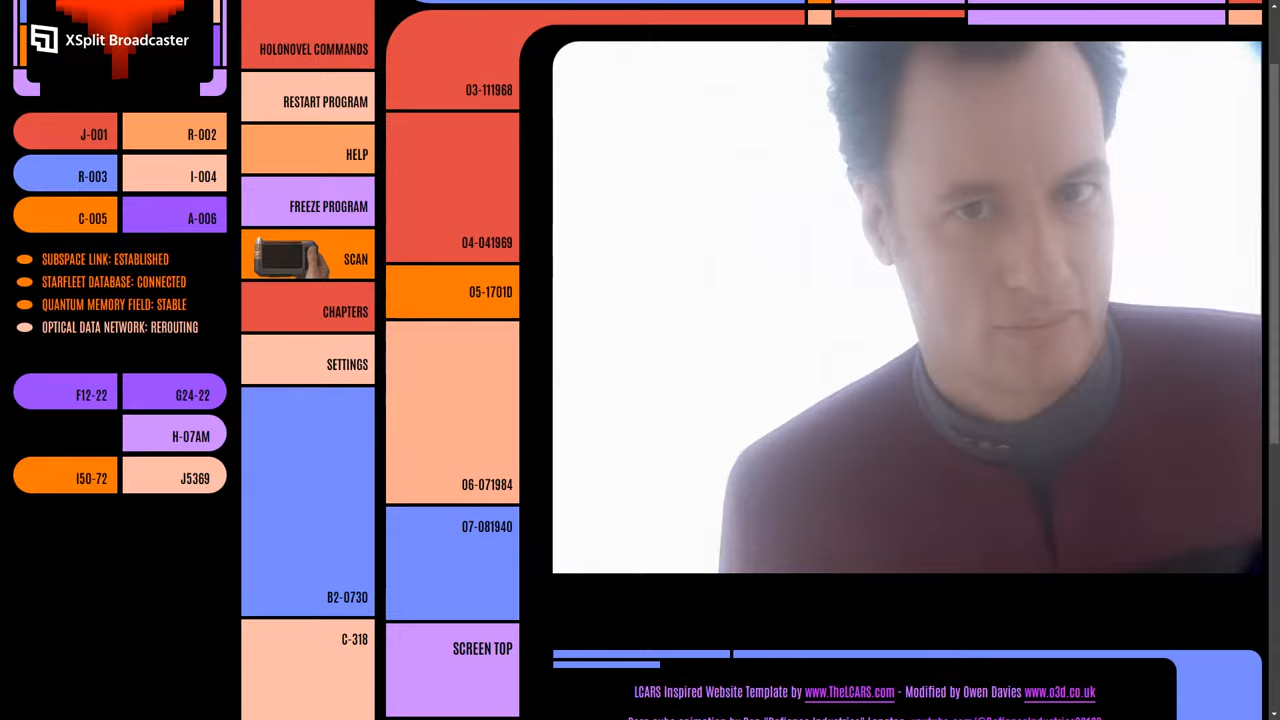 XSplit Broadcaster
J-001
R-002
R-003
I-004
C-005
A-006
SUBSPACE LINK: ESTABLISHED
STARFLEET DATABASE: CONNECTED
QUANTUM MEMORY FIELD: STABLE
OPTICAL DATA NETWORK: REROUTING
F12-22
G24-22
H-07AM
I50-72
J5369
HOLONOVEL COMMANDS
RESTART PROGRAM
HELP
FREEZE PROGRAM
SCAN
CHAPTERS
SETTINGS
B2-0730
C-318
03-111968
04-041969
05-1701D
06-071984
07-081940
SCREEN TOP
LCARS Inspired Website Template by www.TheLCARS.com - Modified by Owen Davies www.o3d.co.uk